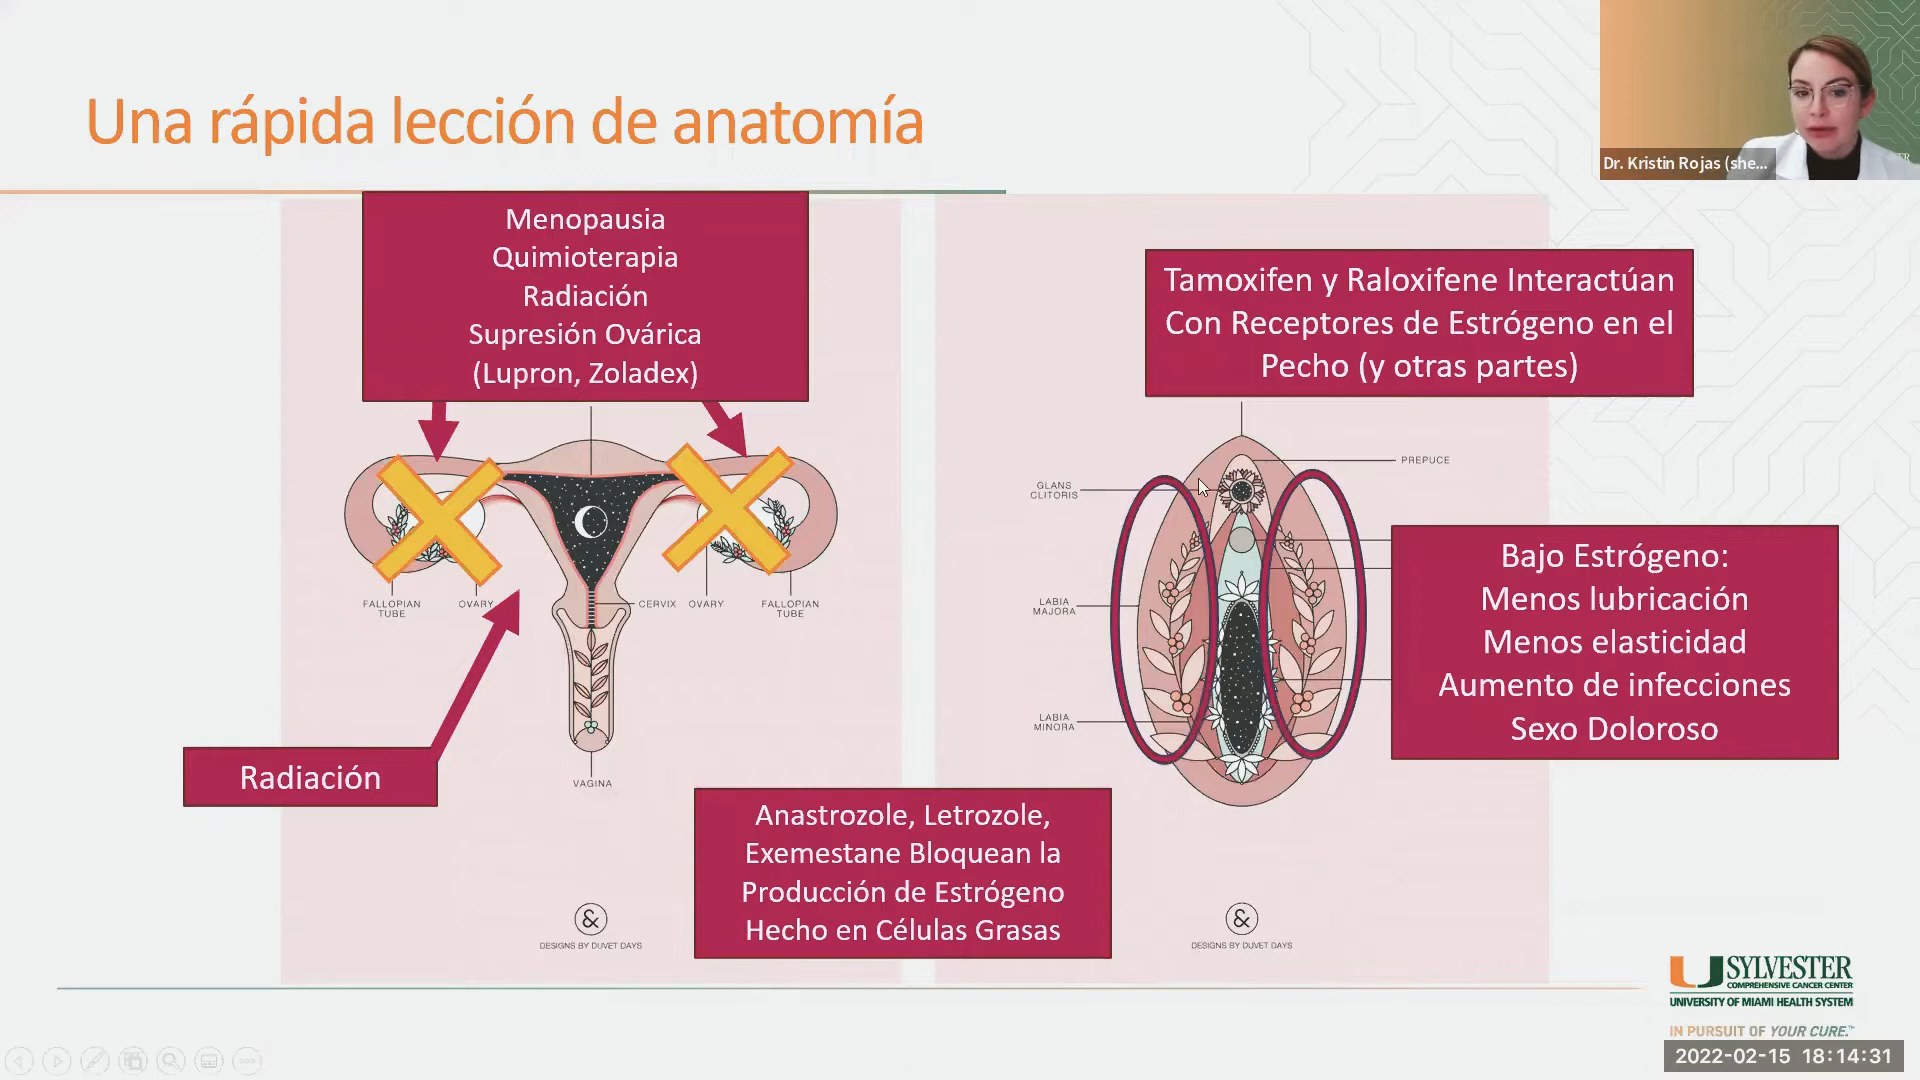 Una rápida lección de anatomía
Dr. Kristin Rojas (she...
Menopausia
Quimioterapia
Radiación
Supresión Ovárica
(Lupron, Zoladex)
Tamoxifen y Raloxifene Interactúan
Con Receptores de Estrógeno en el
Pecho (y otras partes)
FALLOPIAN
TUBE
OVARY
CERVIX
OVARY
FALLOPIAN
TUBE
VAGINA
Radiación
PREPUCE
GLANS
CLITORIS
LABIA
MAJORA
LABIA
MINORA
Bajo Estrógeno:
Menos lubricación
Menos elasticidad
Aumento de infecciones
Sexo Doloroso
Anastrozole, Letrozole,
Exemestane Bloquean la
Producción de Estrógeno
Hecho en Células Grasas
&
DESIGNS BY DUVET DAYS
&
DESIGNS BY DUVET DAYS
U SYLVESTER
COMPREHENSIVE CANCER CENTER
UNIVERSITY OF MIAMI HEALTH SYSTEM
IN PURSUIT OF YOUR CURE.™
2022-02-15 18:14:31